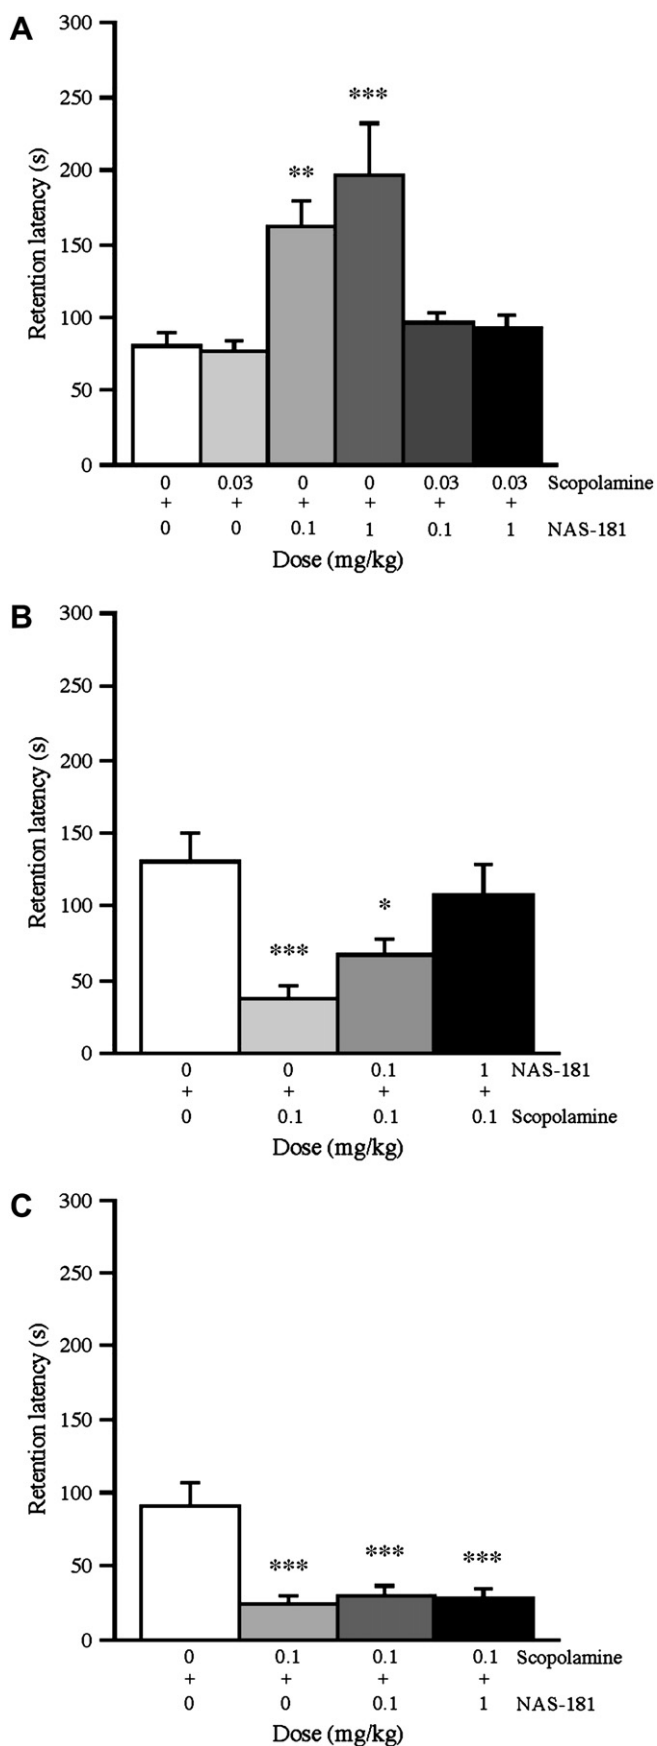 A
300
250
200
150
100
50
0
Retention latency (s)
**
***
0 0.03 0 0 0.03 0.03 Scopolamine
+ + + + + +
0 0 0.1 1 0.1 1 NAS-181
Dose (mg/kg)
B
300
250
200
150
100
50
0
Retention latency (s)
***
*
0 0 0.1 1 NAS-181
+ + + +
0 0.1 0.1 0.1 Scopolamine
Dose (mg/kg)
C
300
250
200
150
100
50
0
Retention latency (s)
***
***
***
0 0.1 0.1 0.1 Scopolamine
+ + + +
0 0 0.1 1 NAS-181
Dose (mg/kg)